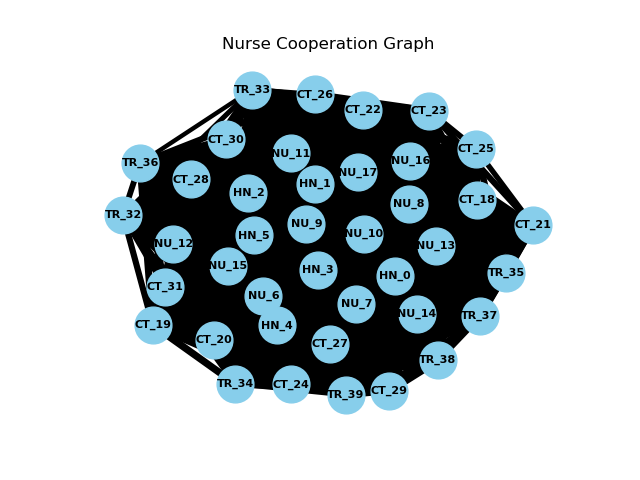 Nurse Cooperation Graph
TR_33
CT_26
CT_22
CT_23
CT_30
CT_25
NU_11
TR_36
NU_16
NU_17
CT_28
HN_1
HN_2
CT_18
NU_8
TR_32
NU_9
CT_21
NU_10
HN_5
NU_12
NU_13
NU_15
HN_3
TR_35
HN_0
CT_31
NU_6
NU_7
NU_14
TR_37
CT_19
HN_4
CT_20
CT_27
TR_38
TR_34
CT_24
CT_29
TR_39